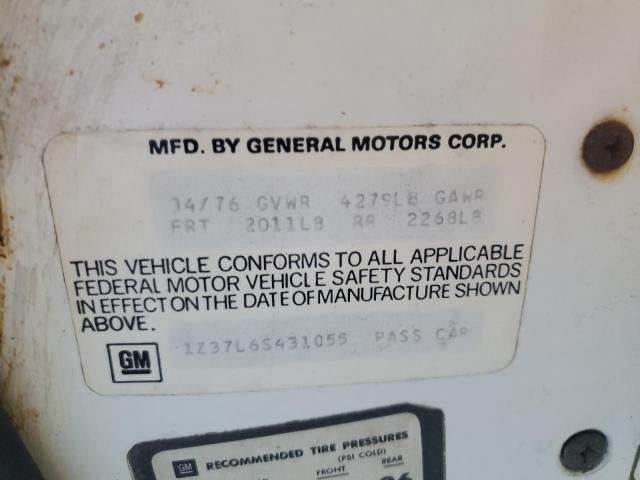 MFD. BY GENERAL MOTORS CORP.
04/76 GVWR 4279LB GAWR
FRT 2011LB RR 2268LB
THIS VEHICLE CONFORMS TO ALL APPLICABLE
FEDERAL MOTOR VEHICLE SAFETY STANDARDS
IN EFFECT ON THE DATE OF MANUFACTURE SHOWN
ABOVE.
1Z37L6S431055 PASS CAR
GM
GM RECOMMENDED TIRE PRESSURES
(PSI COLD)
FRONT REAR